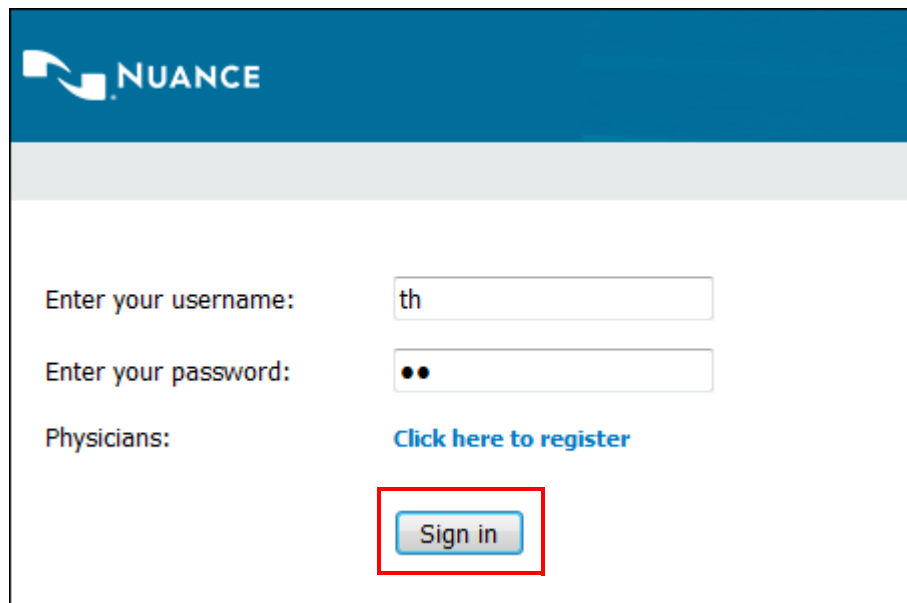 NUANCE
Enter your username: th
Enter your password: ●●
Physicians: Click here to register
Sign in